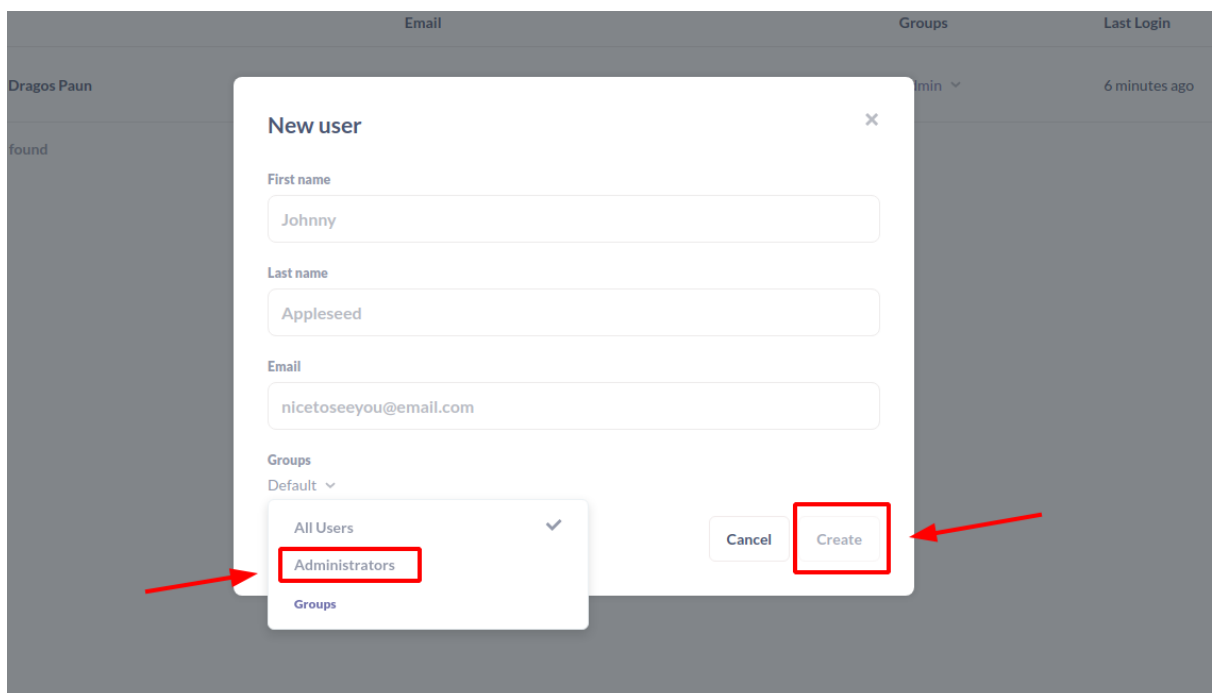 Email Groups Last Login
Dragos Paun 6 minutes ago
found
New user
First name
Johnny
Last name
Appleseed
Email
nicetoseeyou@email.com
Groups
Default
All Users
Administrators
Groups
Cancel Create